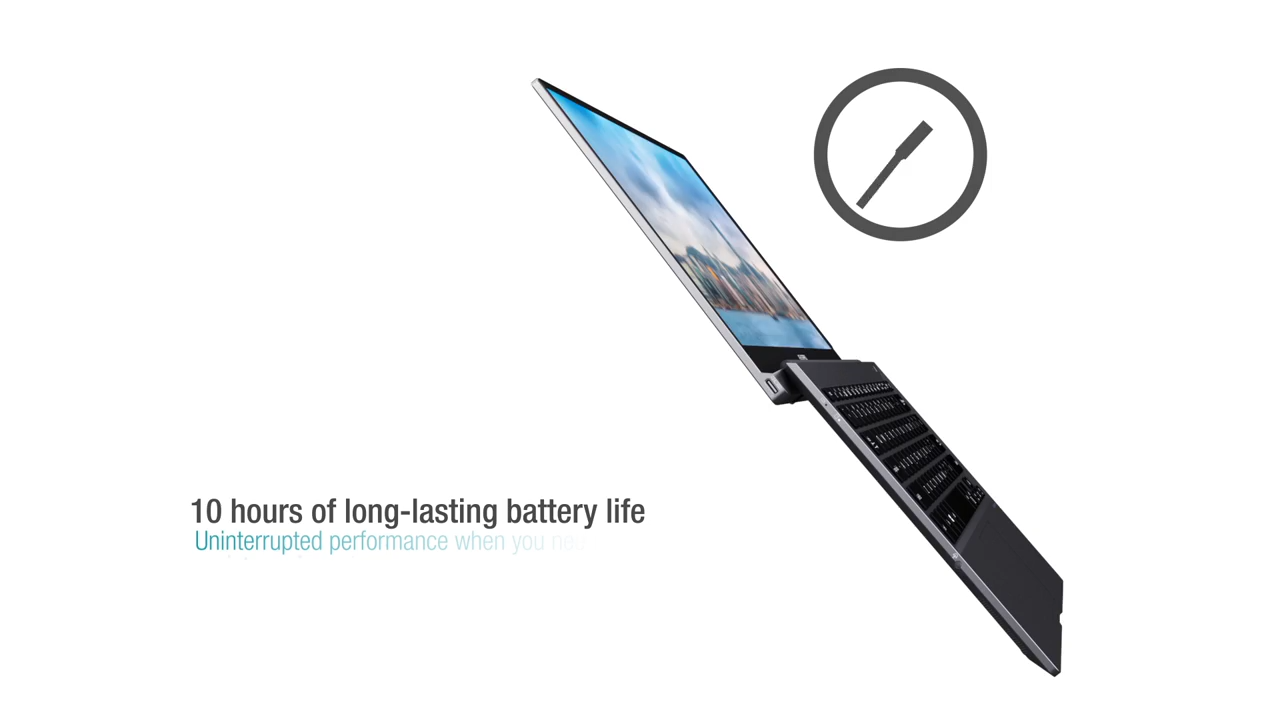 10 hours of long-lasting battery life
Uninterrupted performance when you